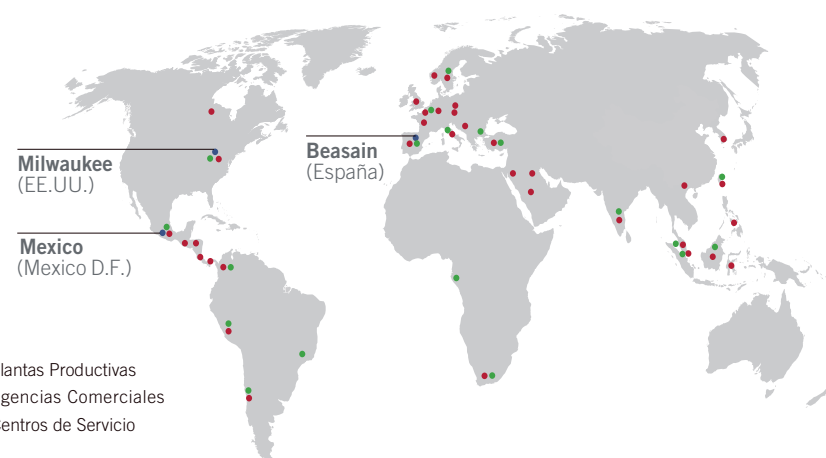 Milwaukee
(EE.UU.)
Beasain
(España)
Mexico
(Mexico D.F.)
lantas Productivas
gencias Comerciales
entros de Servicio